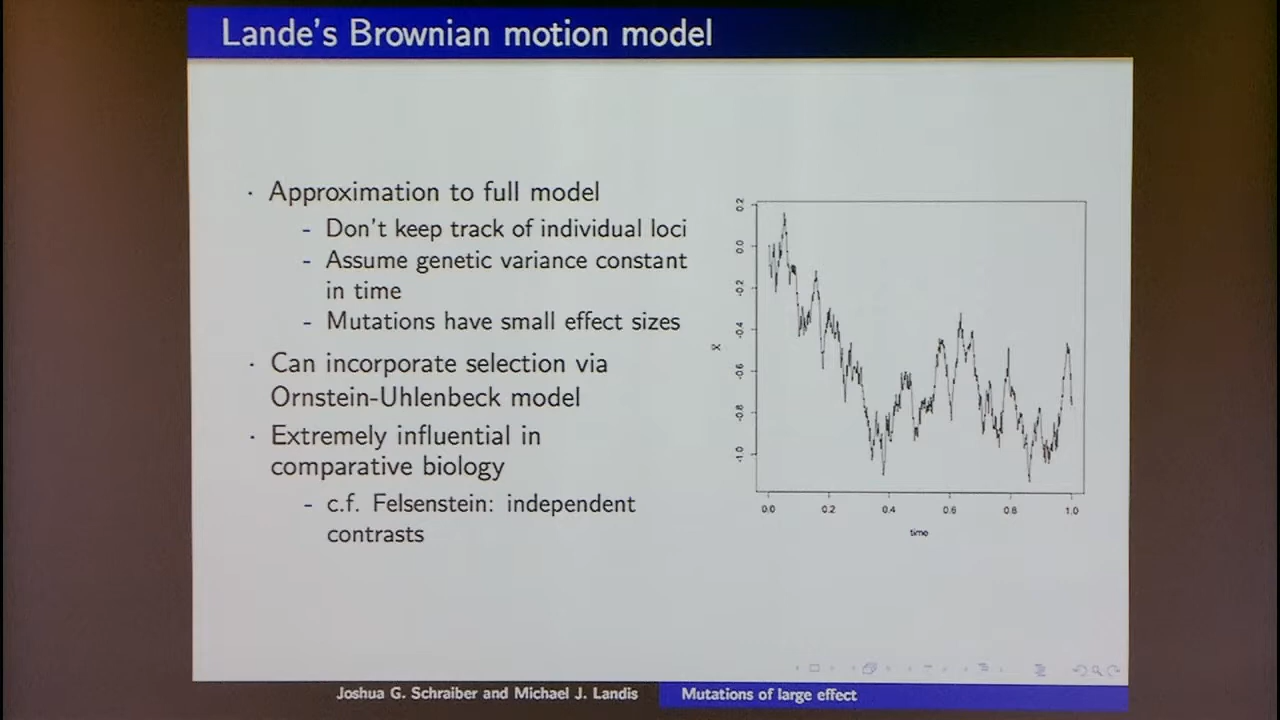 Lande's Brownian motion model
· Approximation to full model
- Don't keep track of individual loci
- Assume genetic variance constant
in time
- Mutations have small effect sizes
· Can incorporate selection via
Ornstein-Uhlenbeck model
· Extremely influential in
comparative biology
- c.f. Felsenstein: independent
contrasts
0.2
0.0
-0.2
-0.4
-0.6
-0.8
-1.0
0.0 0.2 0.4 0.6 0.8 1.0
time
Joshua G. Schraiber and Michael J. Landis Mutations of large effect